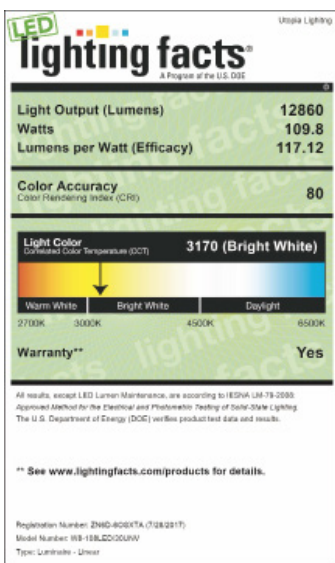 Utopia Lighting
LED
lighting facts®
A Program of the U.S. DOE
Light Output (Lumens) 12860
Watts 109.8
Lumens per Watt (Efficacy) 117.12
Color Accuracy
Color Rendering Index (CRI) 80
Light Color
Correlated Color Temperature (CCT) 3170 (Bright White)
Warm White Bright White Daylight
2700K 3000K 4500K 6500K
Warranty** Yes
All results, except LED Lumen Maintenance, are according to IESNA LM-79-2008:
Approved Method for the Electrical and Photometric Testing of Solid-State Lighting.
The U.S. Department of Energy (DOE) verifies product test data and results.
** See www.lightingfacts.com/products for details.
Registration Number: (7/28/2017)
Model Number:
Type: Luminaire - Linear